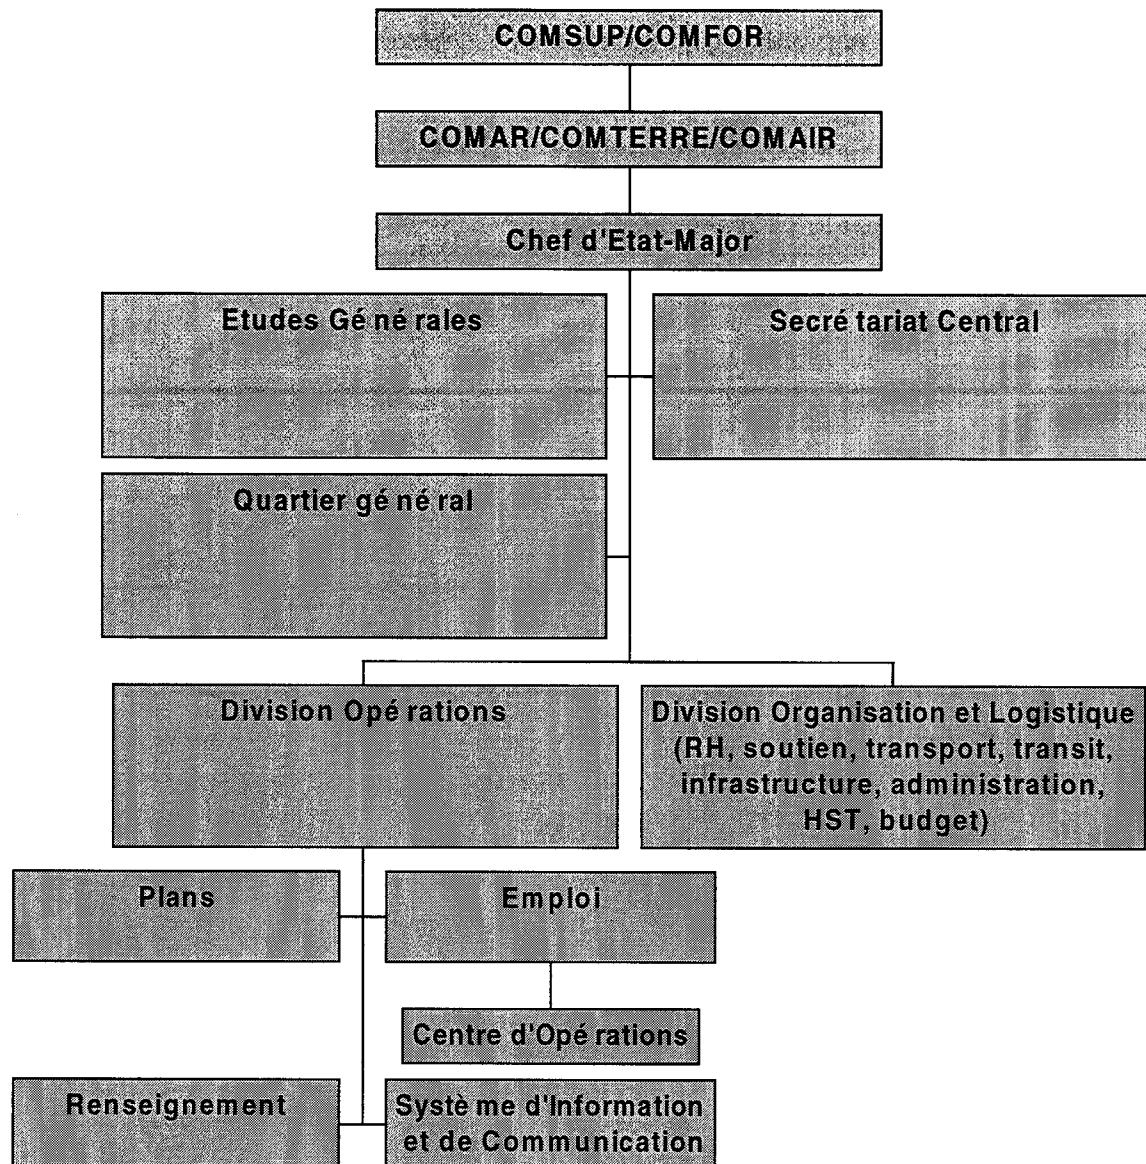 COMSUP/COMFOR
COMAR/COMTERRE/COMAIR
Chef d'Etat-Major
Etudes Générales
Secrétariat Central
Quartier général
Division Opérations
Division Organisation et Logistique
(RH, soutien, transport, transit,
infrastructure, administration,
HST, budget)
Plans
Emploi
Centre d'Opérations
Renseignement
Système d'Information
et de Communication